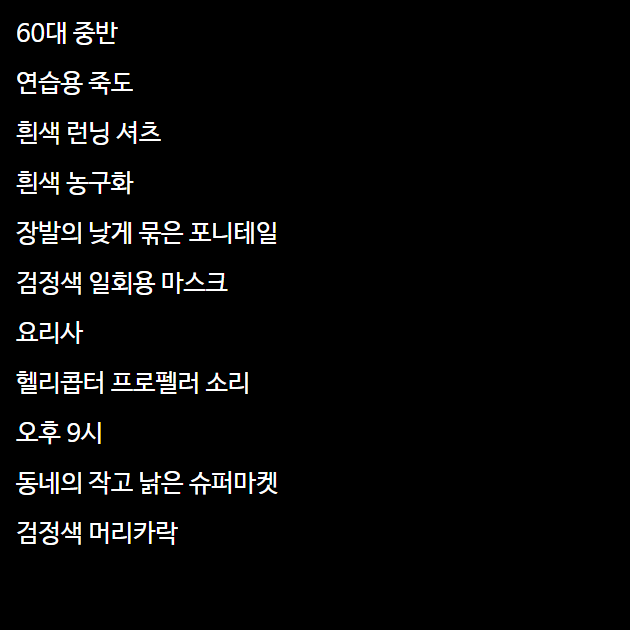 60대 중반
연습용 죽도
흰색 런닝 셔츠
흰색 농구화
장발의 낮게 묶은 포니테일
검정색 일회용 마스크
요리사
헬리콥터 프로펠러 소리
오후 9시
동네의 작고 낡은 슈퍼마켓
검정색 머리카락